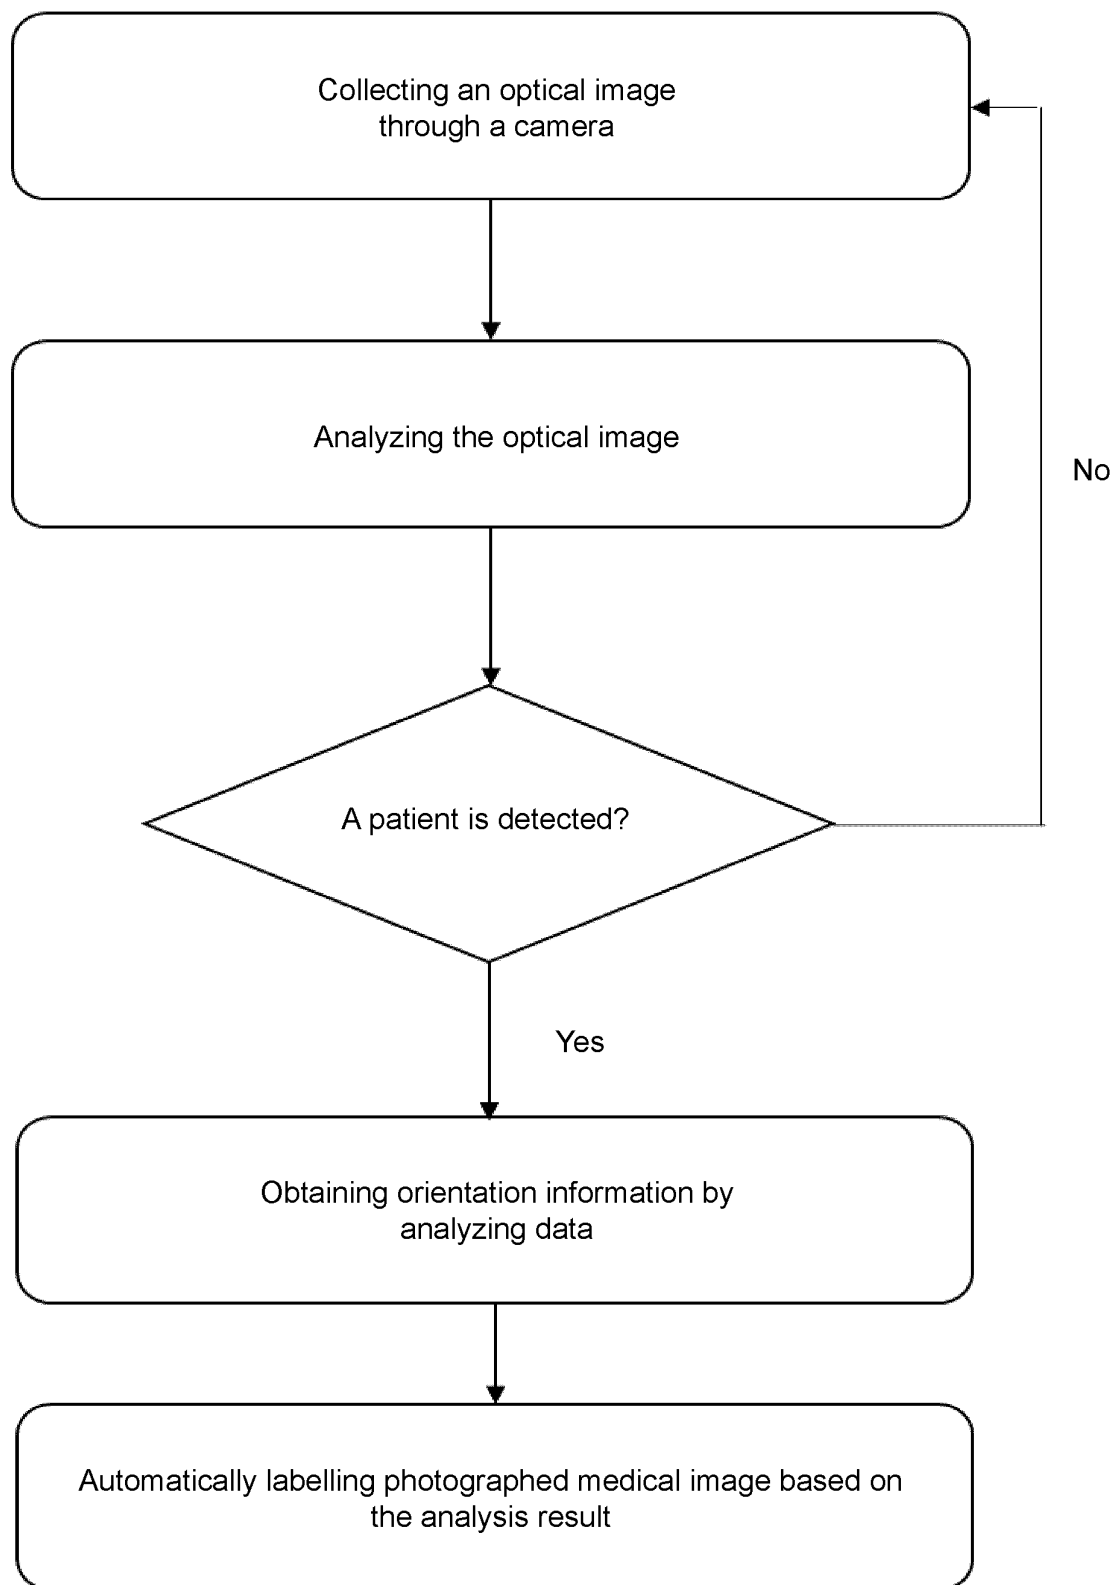 Collecting an optical image
through a camera
Analyzing the optical image
No
A patient is detected?
Yes
Obtaining orientation information by
analyzing data
Automatically labelling photographed medical image based on
the analysis result